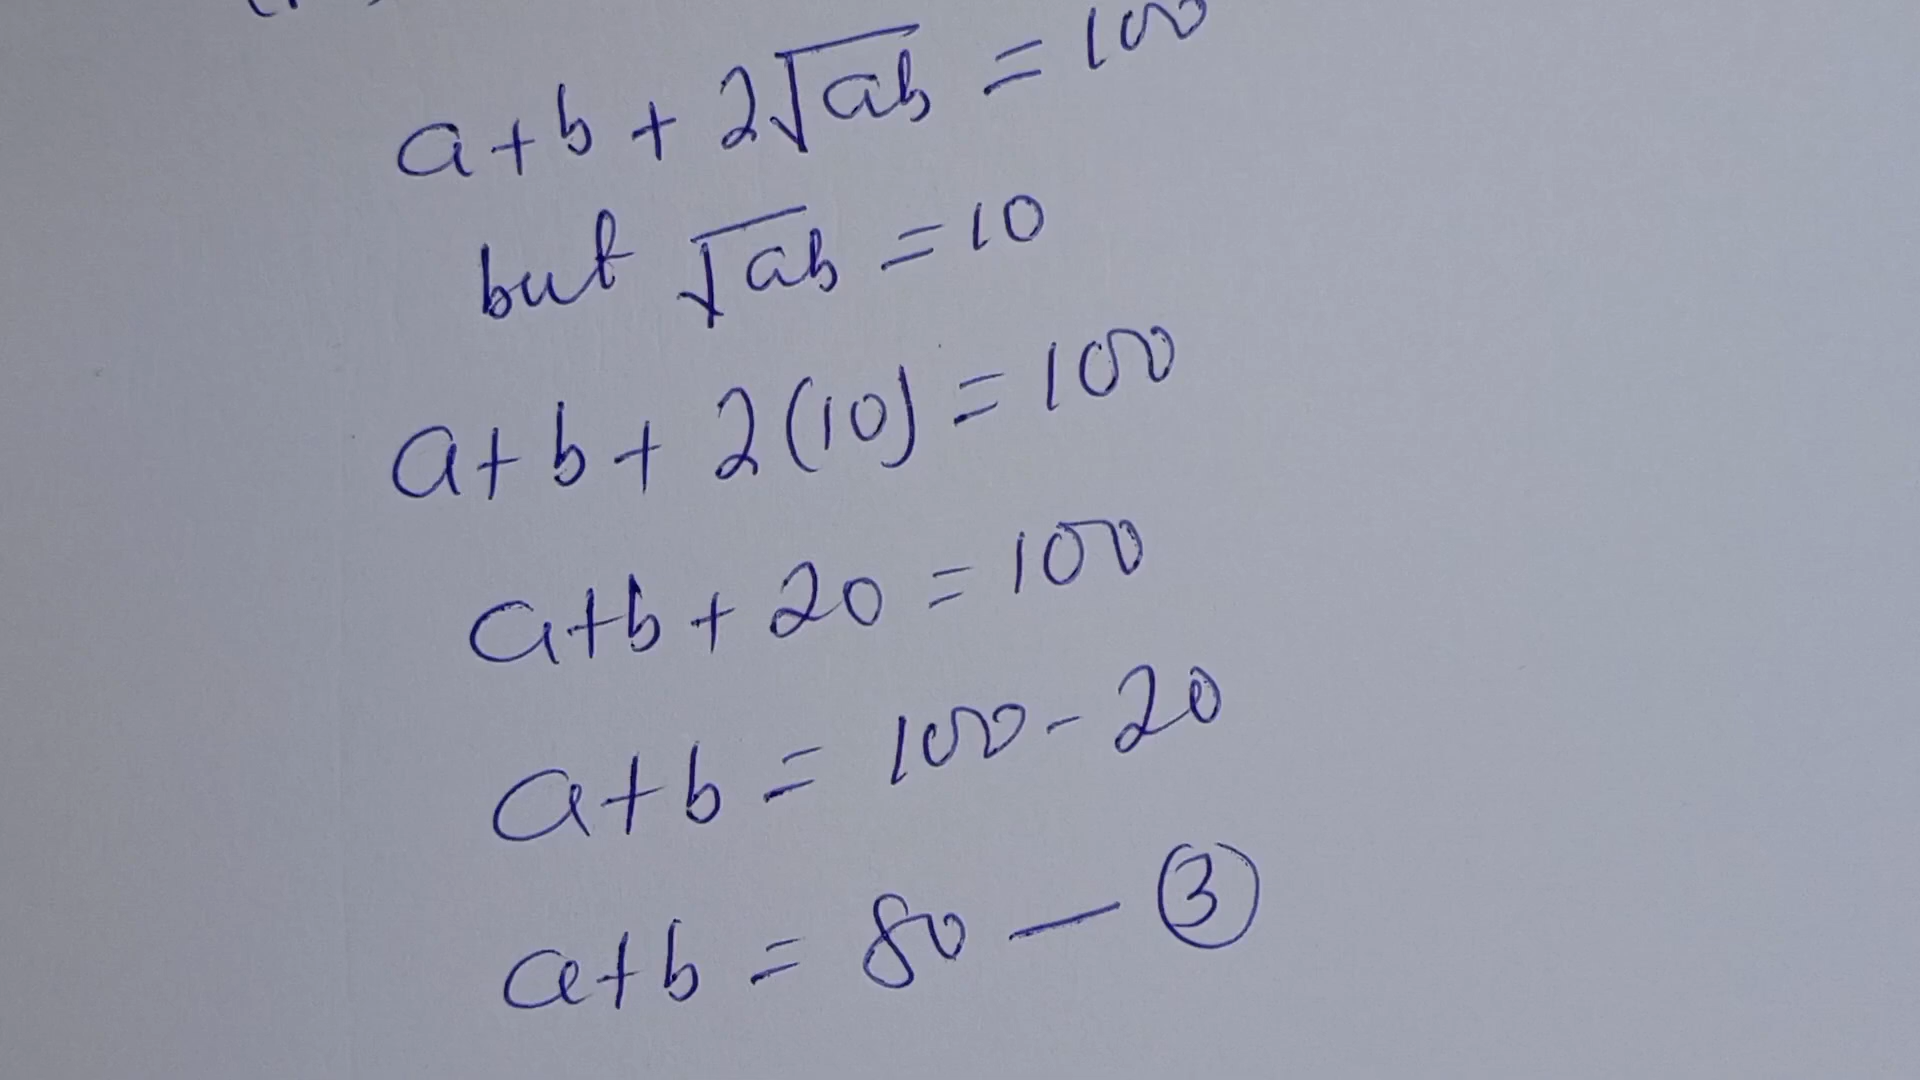 a+b+2√ab = 100
but √ab = 10
a+b+2(10) = 100
a+b+20 = 100
a+b = 100-20
a+b = 80 — ③